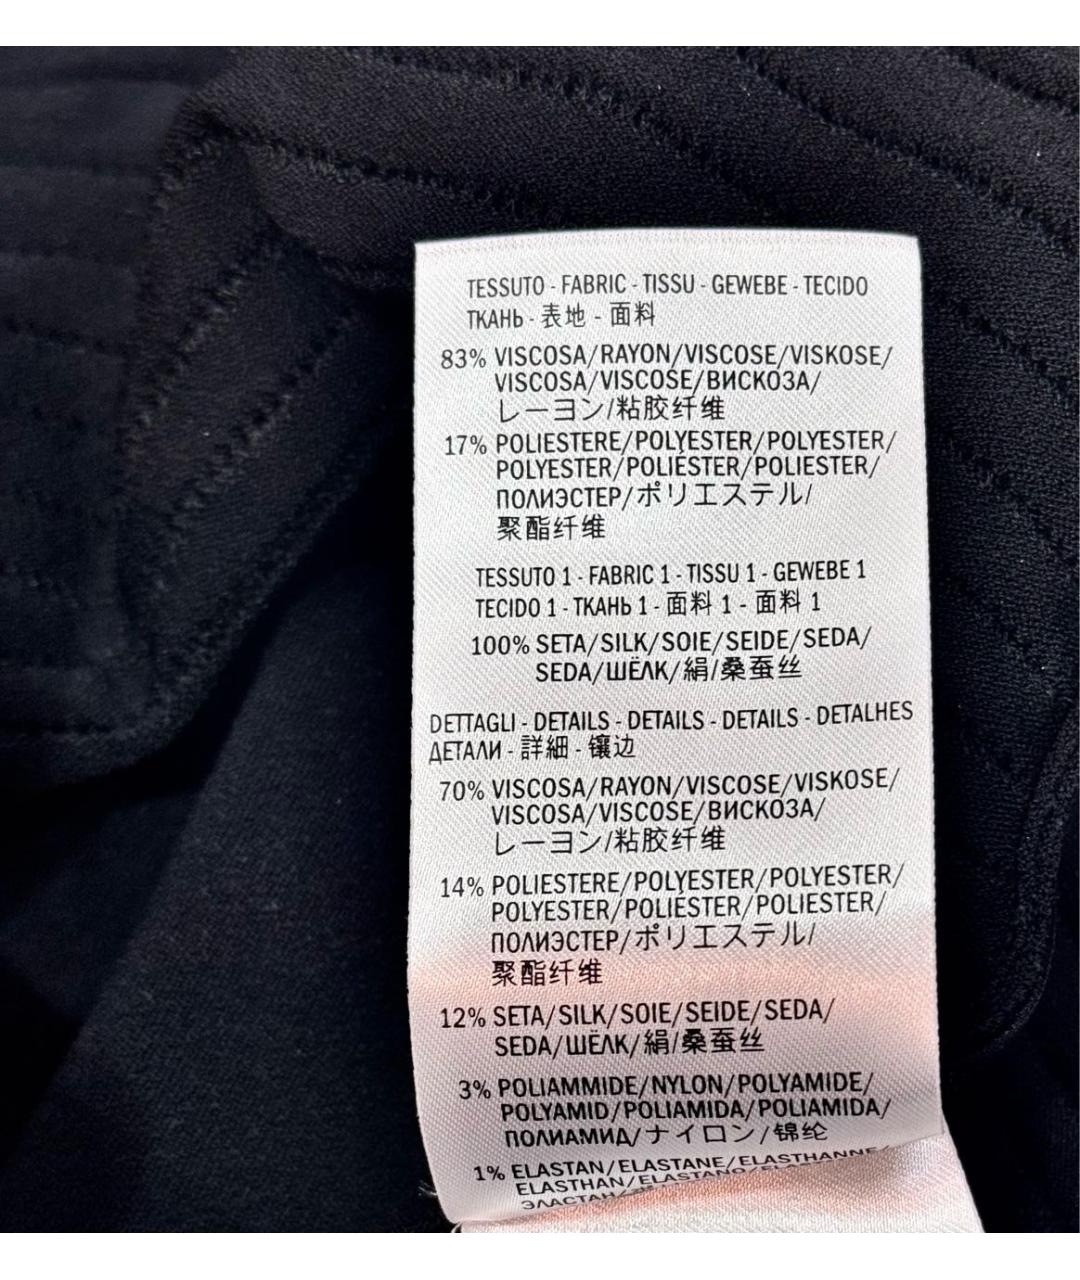 TESSUTO - FABRIC - TISSU - GEWEBE - TECIDO
ТКАНЬ - 表地 - 面料
83% VISCOSA/RAYON/VISCOSE/VISKOSE/
VISCOSA/VISCOSE/ВИСКОЗА/
レーヨン/粘胶纤维
17% POLIESTERE/POLYESTER/POLYESTER/
POLYESTER/POLIÉSTER/POLIESTER/
ПОЛИЭСТЕР/ポリエステル/
聚酯纤维
TESSUTO 1 - FABRIC 1 - TISSU 1 - GEWEBE 1
TECIDO 1 - ТКАНЬ 1 - 面料 1 - 面料 1
100% SETA/SILK/SOIE/SEIDE/SEDA/
SEDA/ШЁЛК/絹/桑蚕丝
DETTAGLI - DETAILS - DETAILS - DETAILS - DETALHES
ДЕТАЛИ - 詳細 - 镶边
70% VISCOSA/RAYON/VISCOSE/VISKOSE/
VISCOSA/VISCOSE/ВИСКОЗА/
レーヨン/粘胶纤维
14% POLIESTERE/POLYESTER/POLYESTER/
POLYESTER/POLIÉSTER/POLIESTER/
ПОЛИЭСТЕР/ポリエステル/
聚酯纤维
12% SETA/SILK/SOIE/SEIDE/SEDA/
SEDA/ШЁЛК/絹/桑蚕丝
3% POLIAMMIDE/NYLON/POLYAMIDE/
POLYAMID/POLIAMIDA/POLIAMIDA/
ПОЛИАМИД/ナイロン/锦纶
1% ELASTAN/ELASTANE/ELASTHANNE/
ELASTHAN/ELASTANO/
ЭЛАСТАН/